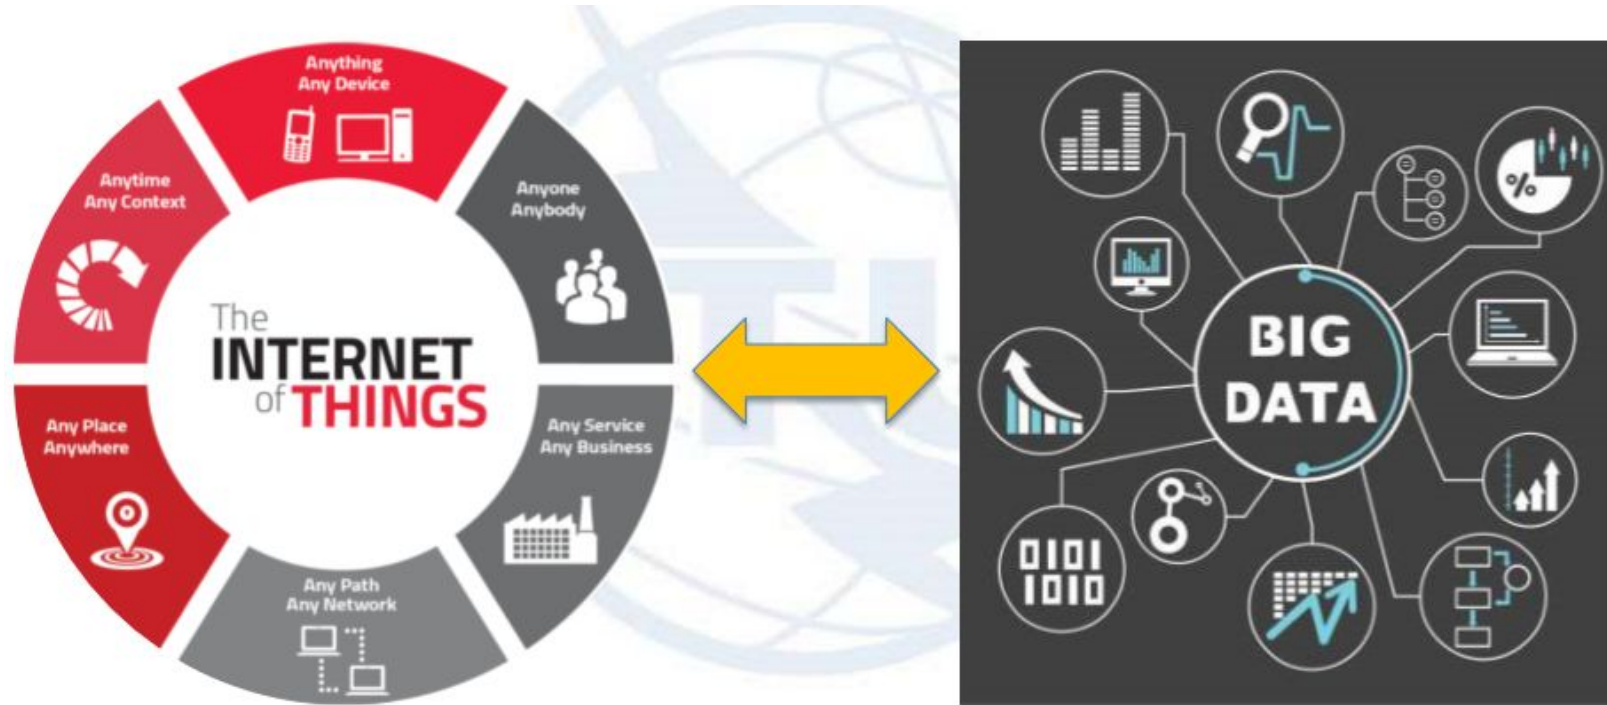 Anything
Any Device
Anyone
Anybody
Any Service
Any Business
Any Path
Any Network
Any Place
Anywhere
Anytime
Any Context
The
INTERNET
of THINGS
BIG
DATA
%
0101
1010